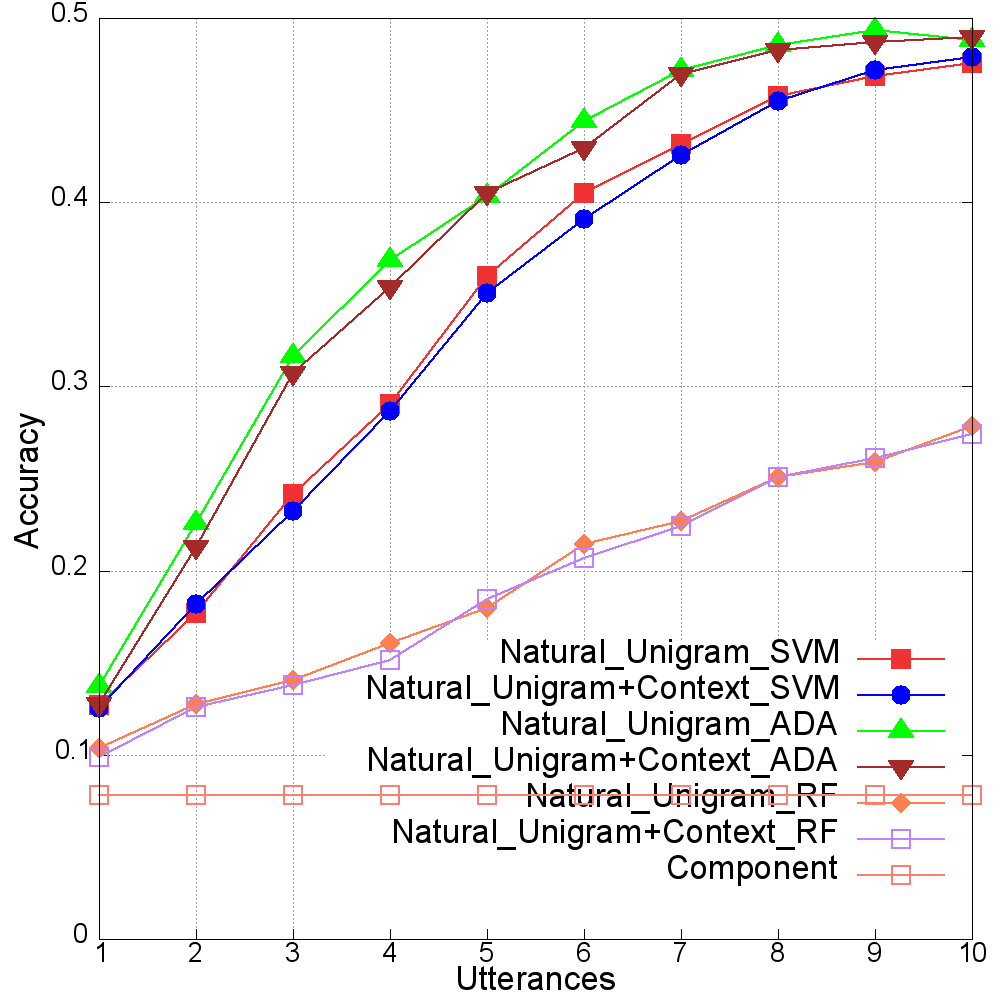 0.5
0.4
0.3
0.2
0.1
0
Accuracy
Natural_Unigram_SVM
Natural_Unigram+Context_SVM
Natural_Unigram_ADA
Natural_Unigram+Context_ADA
Natural_Unigram_RF
Natural_Unigram+Context_RF
Component
1 2 3 4 5 6 7 8 9 10
Utterances